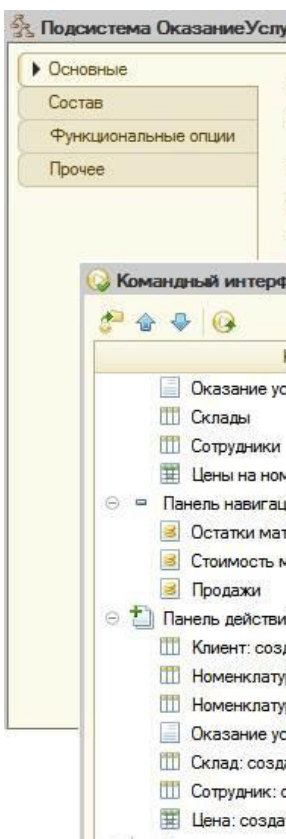 Подсистема ОказаниеУслу
Основные
Состав
Функциональные опции
Прочее
Командный интерф
Оказание ус
Склады
Сотрудники
Цены на ном
Панель навигац
Остатки мат
Стоимость м
Продажи
Панель действи
Клиент: созд
Номенклатур
Номенклатур
Оказание ус
Склад: созда
Сотрудник: с
Цена: созда